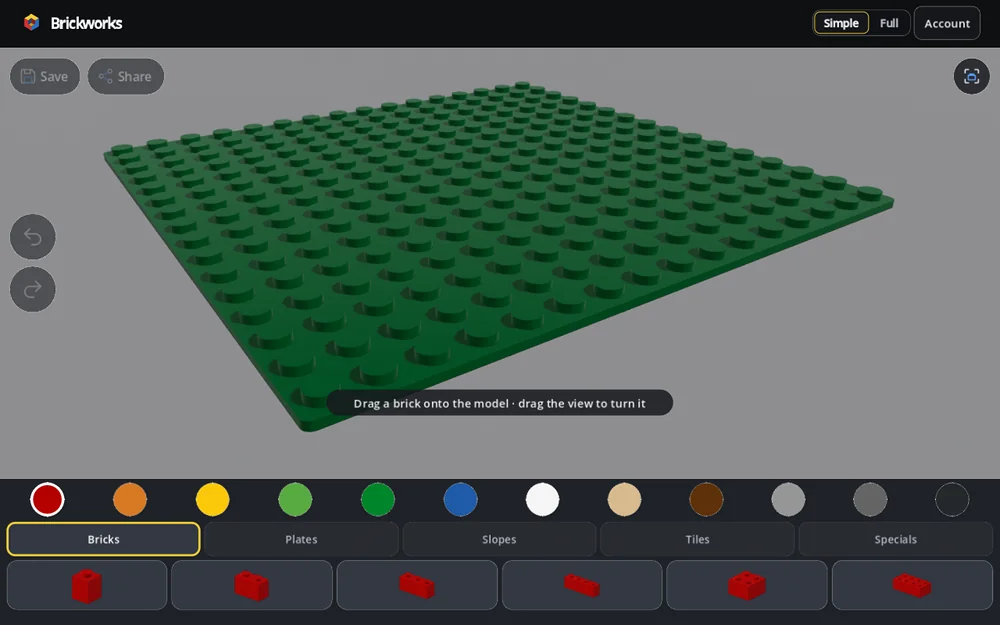 Brickworks
Simple
Full
Account
Save
Share
Drag a brick onto the model · drag the view to turn it
Bricks
Plates
Slopes
Tiles
Specials